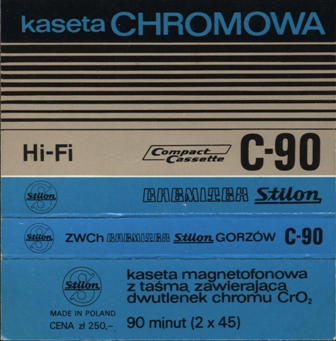 kaseta CHROMOWA
Hi-Fi Compact Cassette C-90
Stilon CHEMITEX Stilon
Stilon ZWCh CHEMITEX Stilon GORZÓW C-90
Stilon
kaseta magnetofonowa
z taśmą zawierającą
dwutlenek chromu CrO₂
MADE IN POLAND
CENA zł 250,- 90 minut (2 x 45)